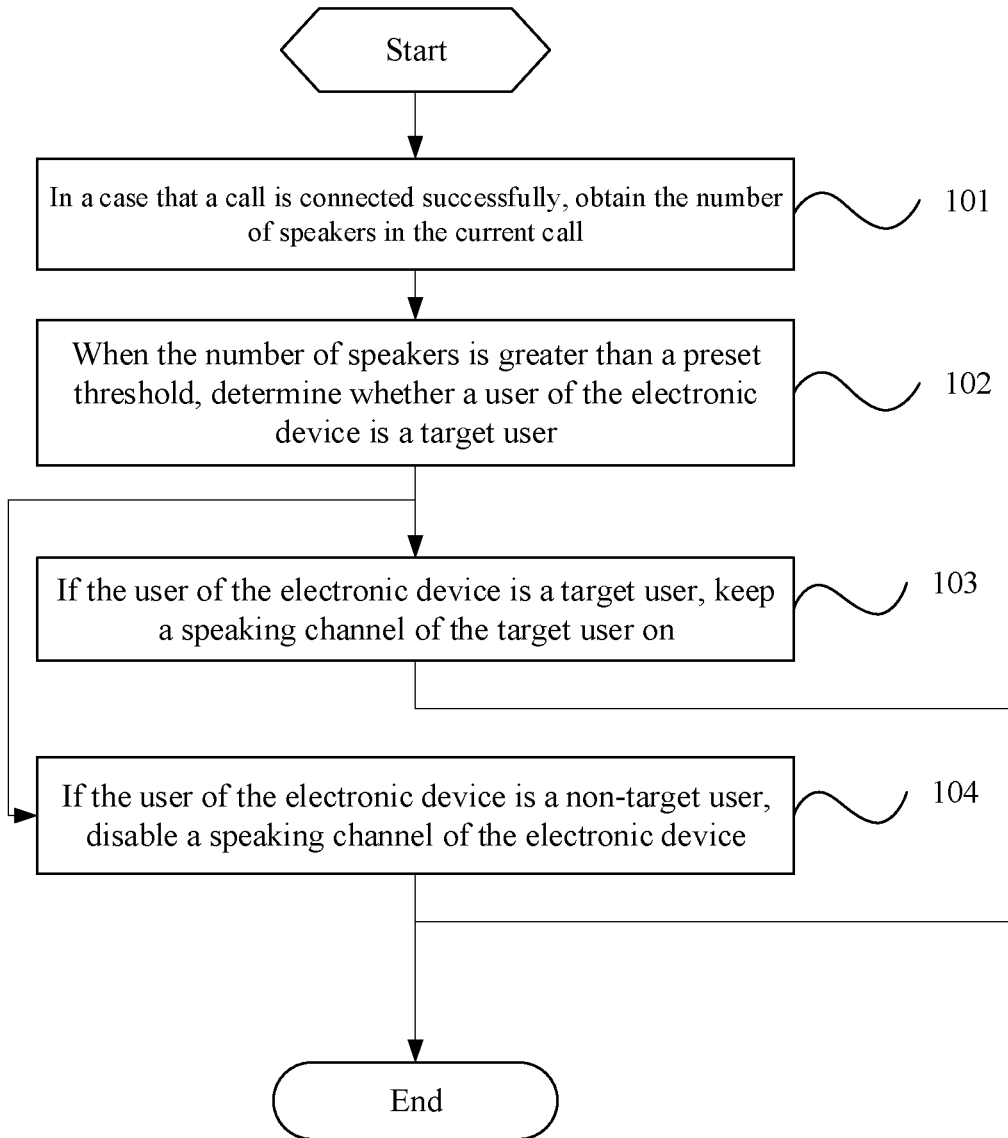 Start
In a case that a call is connected successfully, obtain the number
of speakers in the current call
101
When the number of speakers is greater than a preset
threshold, determine whether a user of the electronic
device is a target user
102
If the user of the electronic device is a target user, keep
a speaking channel of the target user on
103
If the user of the electronic device is a non-target user,
disable a speaking channel of the electronic device
104
End